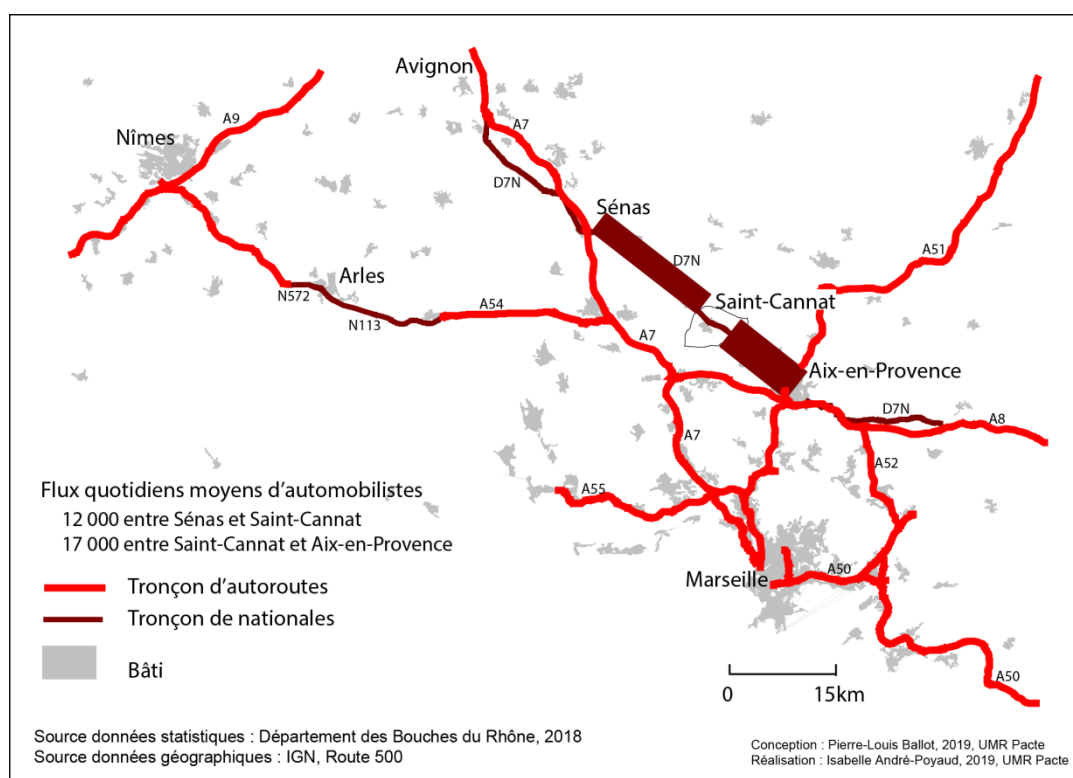 Avignon
A9
A7
Nîmes
D7N
Sénas
D7N
A51
Arles
Saint-Cannat
N572
A54
N113
A7
Aix-en-Provence
D7N
A8
A7
A52
Flux quotidiens moyens d'automobilistes
A55
12 000 entre Sénas et Saint-Cannat
17 000 entre Saint-Cannat et Aix-en-Provence
Marseille
A50
Tronçon d'autoroutes
Tronçon de nationales
Bâti
A50
0 15km
Source données statistiques : Département des Bouches du Rhône, 2018
Source données géographiques : IGN, Route 500
Conception : Pierre-Louis Ballot, 2019, UMR Pacte
Réalisation : Isabelle André-Poyaud, 2019, UMR Pacte